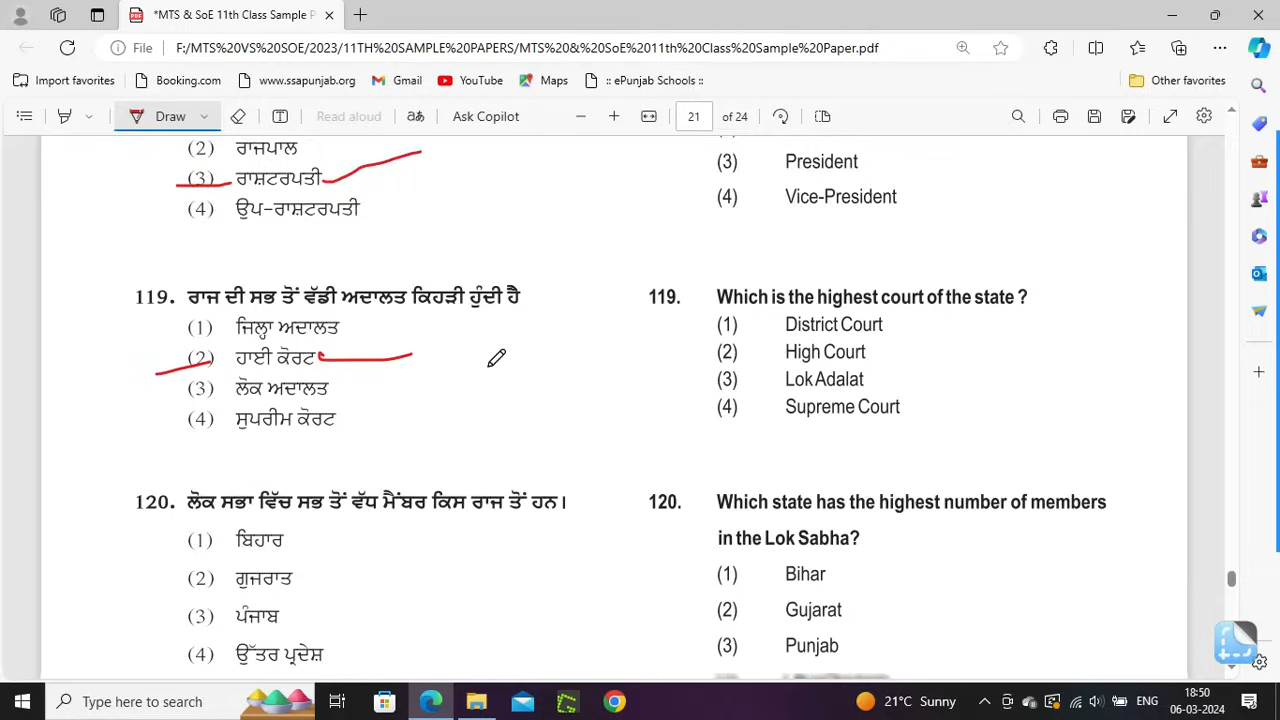 *MTS & SoE 11th Class Sample P
File
F:/MTS%20VS%20SOE/2023/11TH%20SAMPLE%20PAPERS/MTS%20&%20SoE%2011th%20Class%20Sample%20Paper.pdf
Import favorites
Booking.com
www.ssapunjab.org
Gmail
YouTube
Maps
:: ePunjab Schools ::
Other favorites
Draw
Read aloud
aあ
Ask Copilot
21
of 24
(2) ਰਾਜਪਾਲ
(3) ਰਾਸ਼ਟਰਪਤੀ
(4) ਉਪ-ਰਾਸ਼ਟਰਪਤੀ
(3) President
(4) Vice-President
119. ਰਾਜ ਦੀ ਸਭ ਤੋਂ ਵੱਡੀ ਅਦਾਲਤ ਕਿਹੜੀ ਹੁੰਦੀ ਹੈ
(1) ਜਿਲ੍ਹਾ ਅਦਾਲਤ
(2) ਹਾਈ ਕੋਰਟ
(3) ਲੋਕ ਅਦਾਲਤ
(4) ਸੁਪਰੀਮ ਕੋਰਟ
119. Which is the highest court of the state ?
(1) District Court
(2) High Court
(3) Lok Adalat
(4) Supreme Court
120. ਲੋਕ ਸਭਾ ਵਿੱਚ ਸਭ ਤੋਂ ਵੱਧ ਮੈਂਬਰ ਕਿਸ ਰਾਜ ਤੋਂ ਹਨ।
(1) ਬਿਹਾਰ
(2) ਗੁਜਰਾਤ
(3) ਪੰਜਾਬ
(4) ਉੱਤਰ ਪ੍ਰਦੇਸ਼
120. Which state has the highest number of members
in the Lok Sabha?
(1) Bihar
(2) Gujarat
(3) Punjab
Type here to search
21°C Sunny
ENG
18:50
06-03-2024